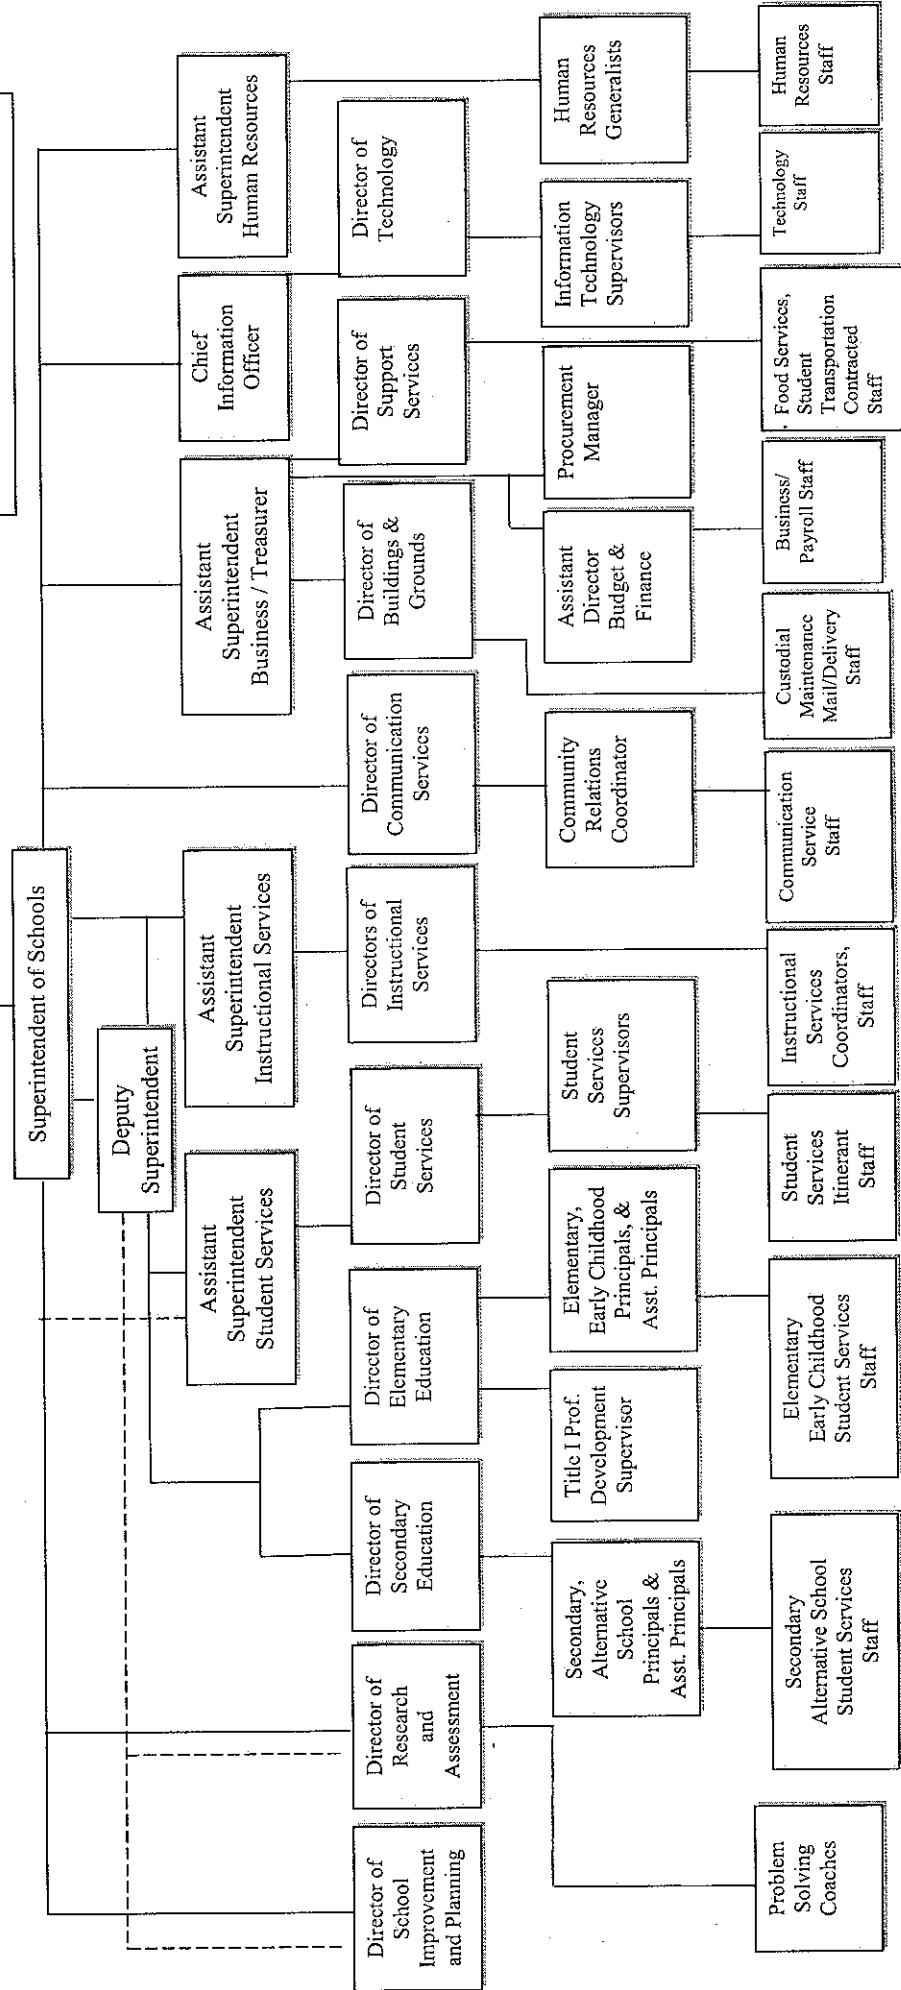 Superintendent of Schools
Deputy
Superintendent
Assistant
Superintendent
Student Services
Assistant
Superintendent
Instructional Services
Assistant
Superintendent
Business / Treasurer
Chief
Information
Officer
Assistant
Superintendent
Human Resources
Director of
School
Improvement
and Planning
Director of
Research
and
Assessment
Director of
Secondary
Education
Director of
Elementary
Education
Director of
Student
Services
Directors of
Instructional
Services
Director of
Communication
Services
Director of
Buildings &
Grounds
Director of
Support
Services
Director of
Technology
Secondary,
Alternative
School
Principals &
Asst. Principals
Title I Prof.
Development
Supervisor
Elementary,
Early Childhood
Principals, &
Asst. Principals
Student
Services
Supervisors
Community
Relations
Coordinator
Assistant
Director
Budget &
Finance
Procurement
Manager
Information
Technology
Supervisors
Human
Resources
Generalists
Problem
Solving
Coaches
Secondary
Alternative School
Student Services
Staff
Elementary
Early Childhood
Student Services
Staff
Student
Services
Itinerant
Staff
Instructional
Services
Coordinators,
Staff
Communication
Service
Staff
Custodial
Maintenance
Mail/Delivery
Staff
Business/
Payroll Staff
Food Services,
Student
Transportation
Contracted
Staff
Technology
Staff
Human
Resources
Staff